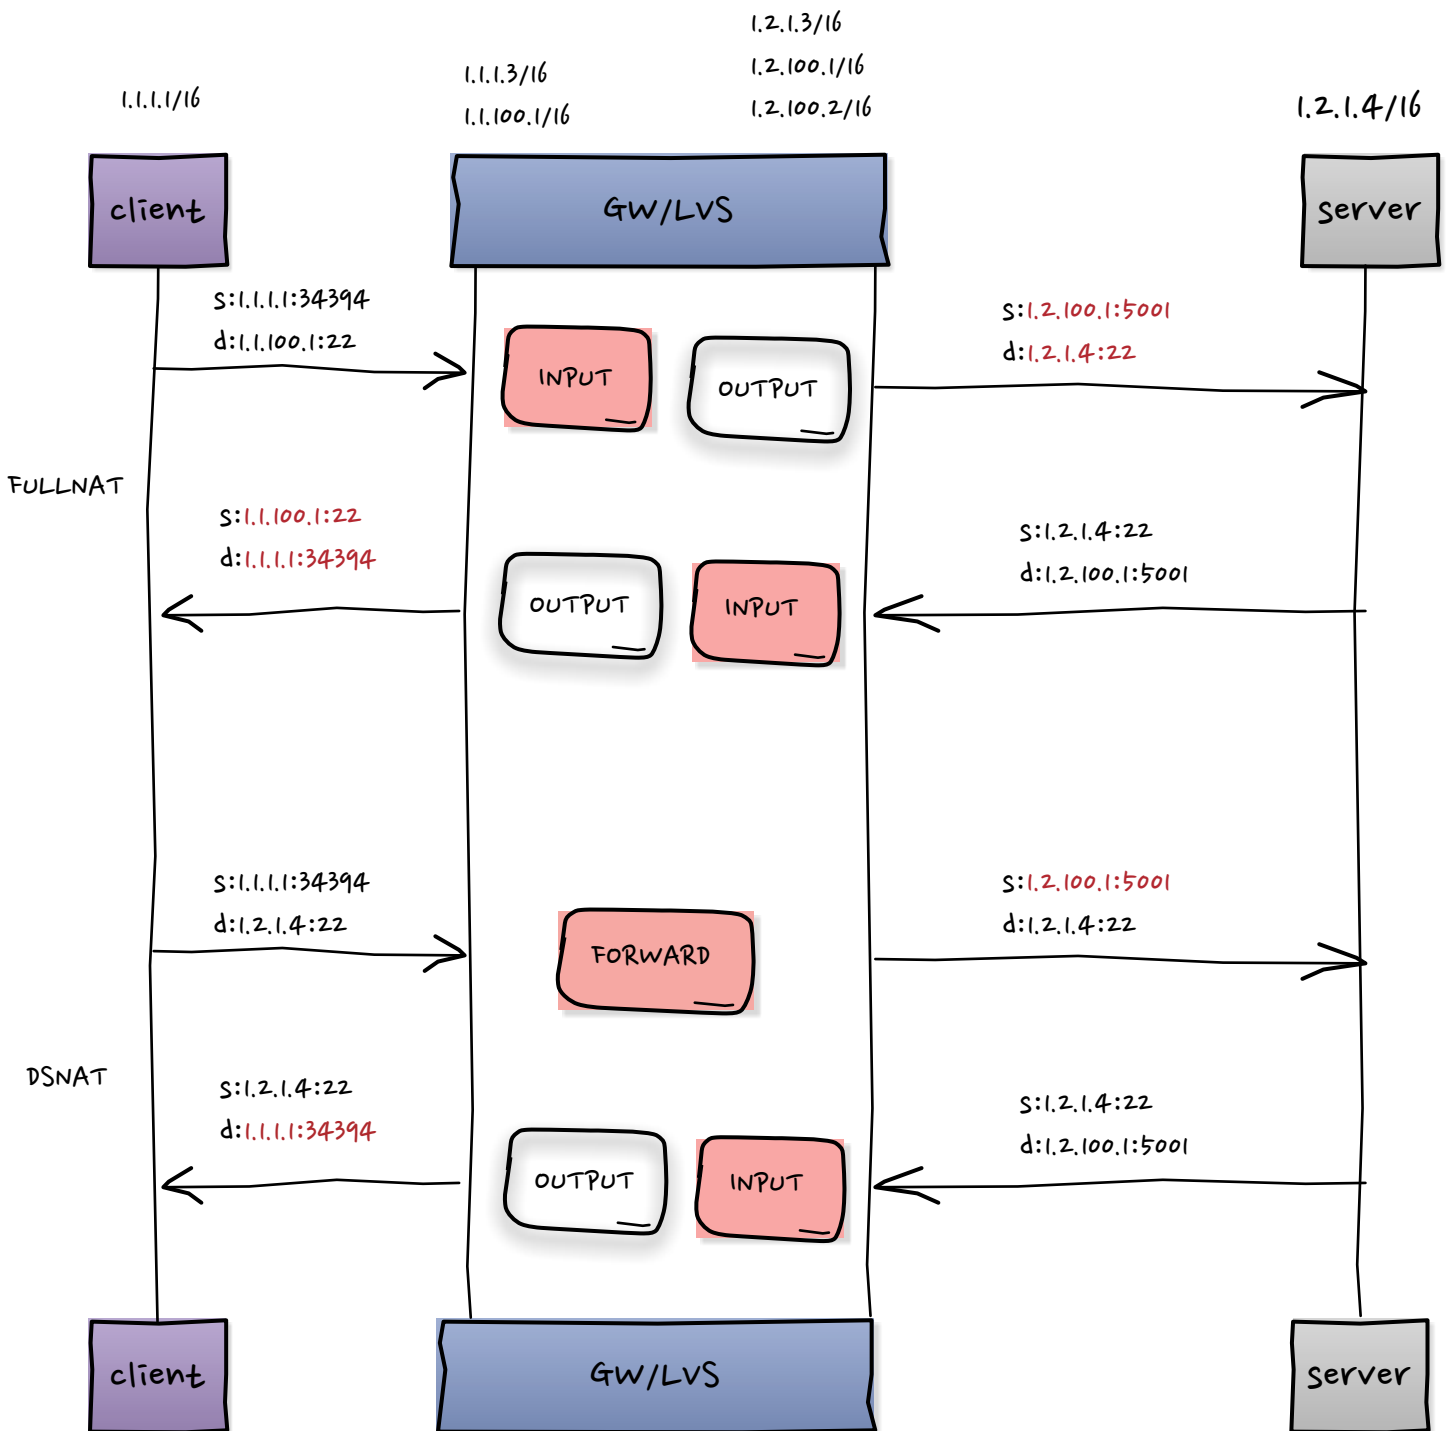 1.2.1.3/16
1.1.1.3/16
1.2.100.1/16
1.1.1.1/16
1.1.100.1/16
1.2.100.2/16
1.2.1.4/16
client
GW/LVS
server
s:1.1.1.1:34394
d:1.1.100.1:22
INPUT
OUTPUT
s:1.2.100.1:5001
d:1.2.1.4:22
FULLNAT
s:1.1.100.1:22
d:1.1.1.1:34394
OUTPUT
INPUT
s:1.2.1.4:22
d:1.2.100.1:5001
s:1.1.1.1:34394
d:1.2.1.4:22
FORWARD
s:1.2.100.1:5001
d:1.2.1.4:22
DSNAT
s:1.2.1.4:22
d:1.1.1.1:34394
OUTPUT
INPUT
s:1.2.1.4:22
d:1.2.100.1:5001
client
GW/LVS
server